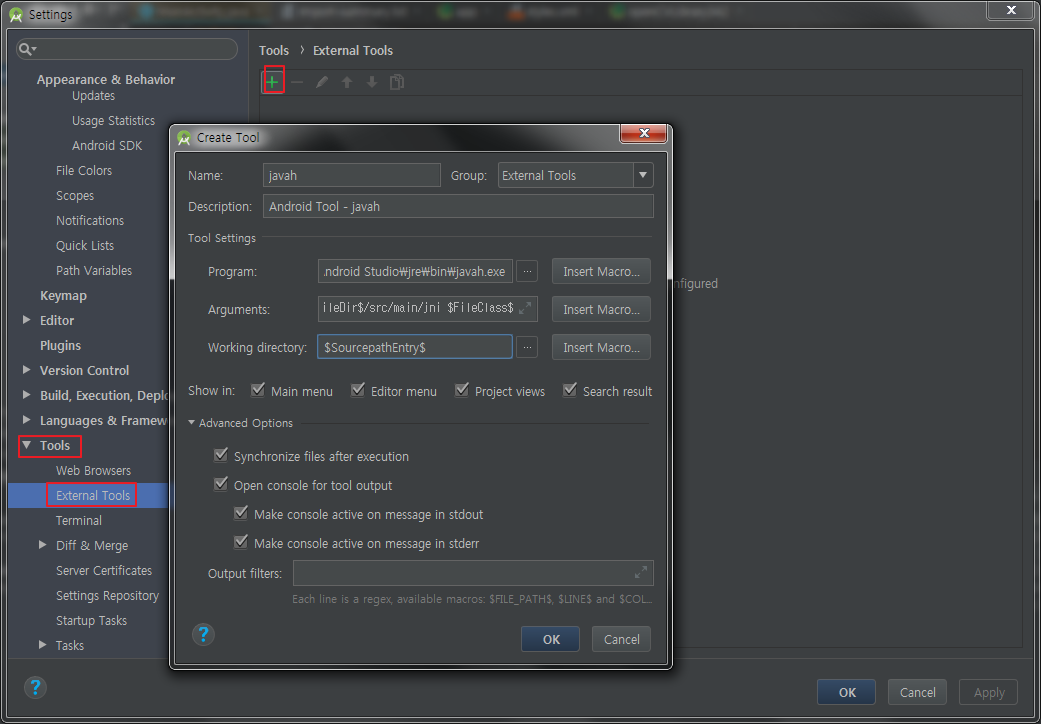 Settings
Tools › External Tools
Appearance & Behavior
Updates
Usage Statistics
Android SDK
File Colors
Scopes
Notifications
Quick Lists
Path Variables
Keymap
Editor
Plugins
Version Control
Build, Execution, Deplo
Languages & Framew
Tools
Web Browsers
External Tools
Terminal
Diff & Merge
Server Certificates
Settings Repository
Startup Tasks
Tasks
nfigured
Create Tool
Name: javah Group: External Tools
Description: Android Tool - javah
Tool Settings
Program: .ndroid Studio₩jre₩bin₩javah.exe ... Insert Macro...
Arguments: ileDir$/src/main/jni $FileClass$ Insert Macro...
Working directory: $SourcepathEntry$ ... Insert Macro...
Show in: Main menu Editor menu Project views Search result
Advanced Options
Synchronize files after execution
Open console for tool output
Make console active on message in stdout
Make console active on message in stderr
Output filters:
Each line is a regex, available macros: $FILE_PATH$, $LINE$ and $COL...
? OK Cancel
? OK Cancel Apply